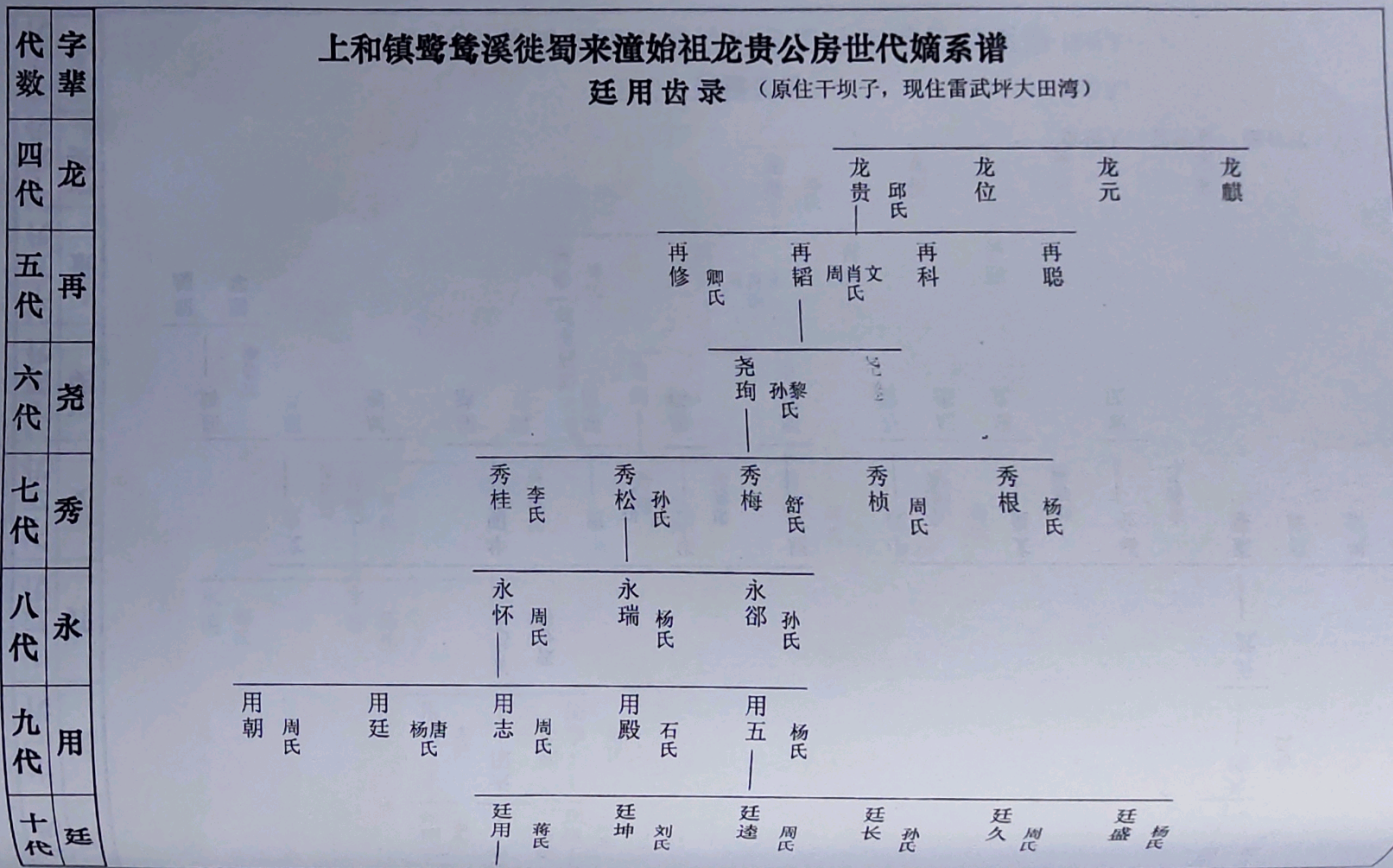 代数 字辈
上和镇鹭鸶溪徙蜀来潼始祖龙贵公房世代嫡系谱
廷用齿录 （原住干坝子，现住雷武坪大田湾）
四代 龙 龙贵 邱氏 龙位 龙元 龙麒
五代 再 再修 卿氏 再韬 周肖文氏 再科 再聪
六代 尧 尧珣 孙黎氏 尧
七代 秀 秀桂 李氏 秀松 孙氏 秀梅 舒氏 秀桢 周氏 秀根 杨氏
八代 永 永怀 周氏 永瑞 杨氏 永郤 孙氏
九代 用 用朝 周氏 用廷 杨唐氏 用志 周氏 用殿 石氏 用五 杨氏
十代 廷 廷用 蒋氏 廷坤 刘氏 廷逵 周氏 廷长 孙氏 廷久 周氏 廷盛 杨氏